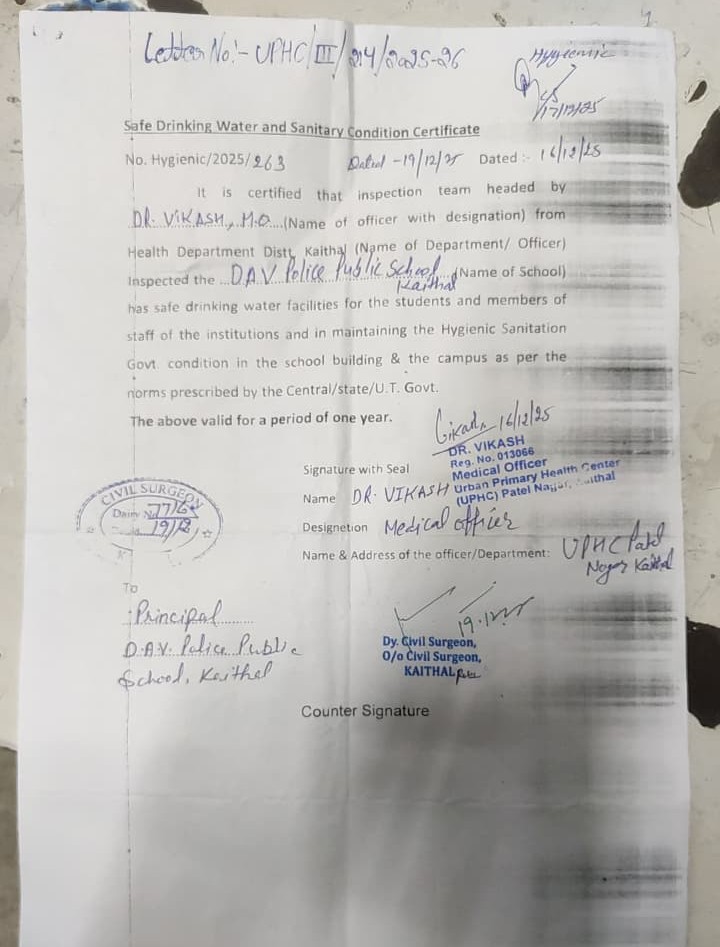 Letter No:- UPHC/III/214/2025-26
Hygienic
17/12/25
Safe Drinking Water and Sanitary Condition Certificate
No. Hygienic/2025/263 Dated -19/12/25 Dated :- 16/12/25
It is certified that inspection team headed by
DR. VIKASH, M.O. (Name of officer with designation) from
Health Department Distt. Kaithal (Name of Department/ Officer)
Inspected the DAV Police Public School Kaithal (Name of School)
has safe drinking water facilities for the students and members of
staff of the institutions and in maintaining the Hygienic Sanitation
Govt. condition in the school building & the campus as per the
norms prescribed by the Central/state/U.T. Govt.
The above valid for a period of one year.
16/12/25
DR. VIKASH
Reg. No. 013066
Medical Officer
Urban Primary Health Center
(UPHC) Patel Nagar, Kaithal
Signature with Seal
Name DR. VIKASH
Designetion Medical officer
Name & Address of the officer/Department: UPHC Patel
Nagar Kaithal
CIVIL SURGEON
Dairy No. 7716
19/12
To
Principal
D.A.V. Police Public
School, Kaithal
19.12.25
Dy. Civil Surgeon,
O/o Civil Surgeon,
KAITHAL
Counter Signature